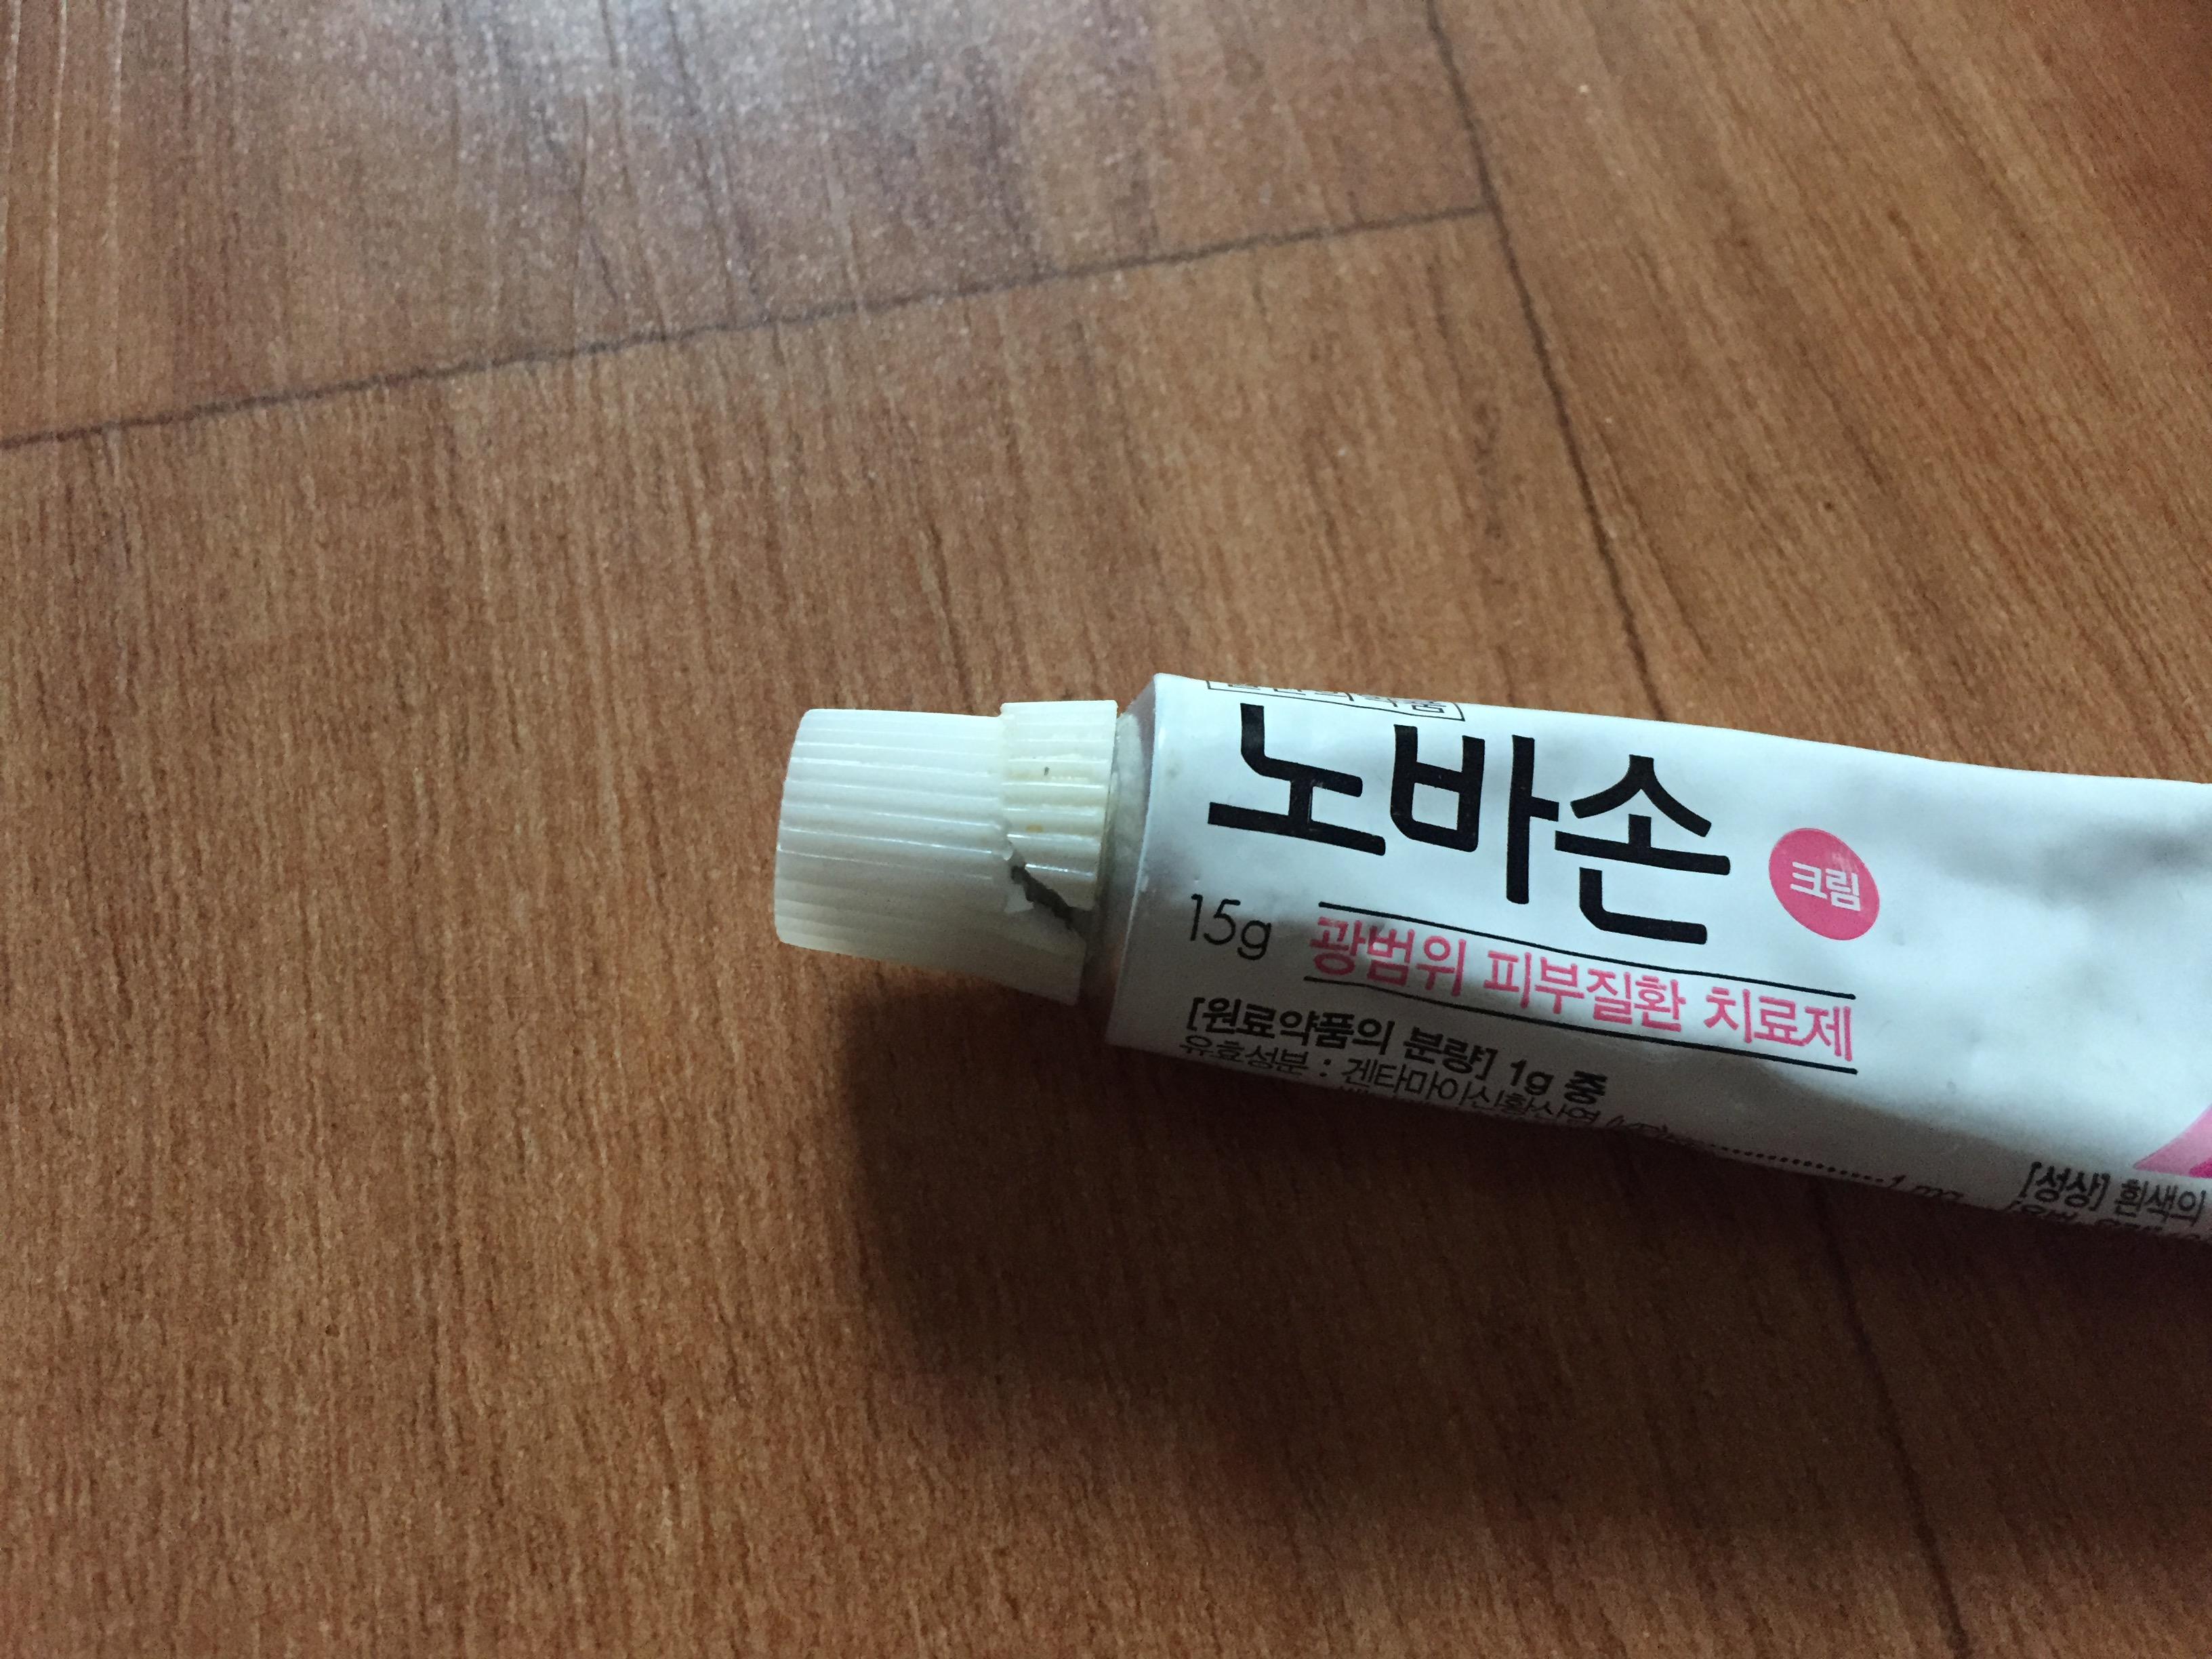 노바손
크림
15g
광범위 피부질환 치료제
[원료약품의 분량] 1g 중
유효성분 : 겐타마이신황산염
1 mg
[성상] 흰색의